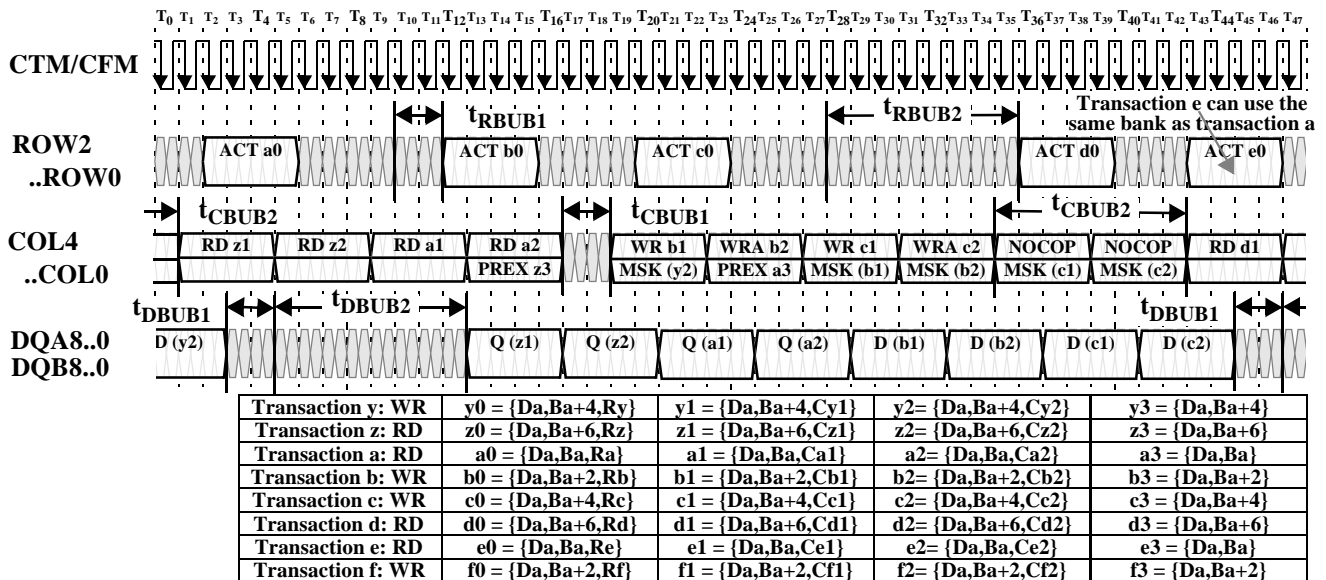 T0 T1 T2 T3 T4 T5 T6 T7 T8 T9 T10 T11 T12 T13 T14 T15 T16 T17 T18 T19 T20 T21 T22 T23 T24 T25 T26 T27 T28 T29 T30 T31 T32 T33 T34 T35 T36 T37 T38 T39 T40 T41 T42 T43 T44 T45 T46 T47
CTM/CFM
tRBUB1 tRBUB2 Transaction e can use the
same bank as transaction a
ROW2
..ROW0
ACT a0 ACT b0 ACT c0 ACT d0 ACT e0
tCBUB2 tCBUB1 tCBUB2
COL4
..COL0
RD z1 RD z2 RD a1 RD a2 WR b1 WRA b2 WR c1 WRA c2 NOCOP NOCOP RD d1
PREX z3 MSK (y2) PREX a3 MSK (b1) MSK (b2) MSK (c1) MSK (c2)
tDBUB1 tDBUB2 tDBUB1
DQA8..0
DQB8..0
D (y2) Q (z1) Q (z2) Q (a1) Q (a2) D (b1) D (b2) D (c1) D (c2)
Transaction y: WR y0 = {Da,Ba+4,Ry} y1 = {Da,Ba+4,Cy1} y2= {Da,Ba+4,Cy2} y3 = {Da,Ba+4}
Transaction z: RD z0 = {Da,Ba+6,Rz} z1 = {Da,Ba+6,Cz1} z2= {Da,Ba+6,Cz2} z3 = {Da,Ba+6}
Transaction a: RD a0 = {Da,Ba,Ra} a1 = {Da,Ba,Ca1} a2= {Da,Ba,Ca2} a3 = {Da,Ba}
Transaction b: WR b0 = {Da,Ba+2,Rb} b1 = {Da,Ba+2,Cb1} b2= {Da,Ba+2,Cb2} b3 = {Da,Ba+2}
Transaction c: WR c0 = {Da,Ba+4,Rc} c1 = {Da,Ba+4,Cc1} c2= {Da,Ba+4,Cc2} c3 = {Da,Ba+4}
Transaction d: RD d0 = {Da,Ba+6,Rd} d1 = {Da,Ba+6,Cd1} d2= {Da,Ba+6,Cd2} d3 = {Da,Ba+6}
Transaction e: RD e0 = {Da,Ba,Re} e1 = {Da,Ba,Ce1} e2= {Da,Ba,Ce2} e3 = {Da,Ba}
Transaction f: WR f0 = {Da,Ba+2,Rf} f1 = {Da,Ba+2,Cf1} f2= {Da,Ba+2,Cf2} f3 = {Da,Ba+2}